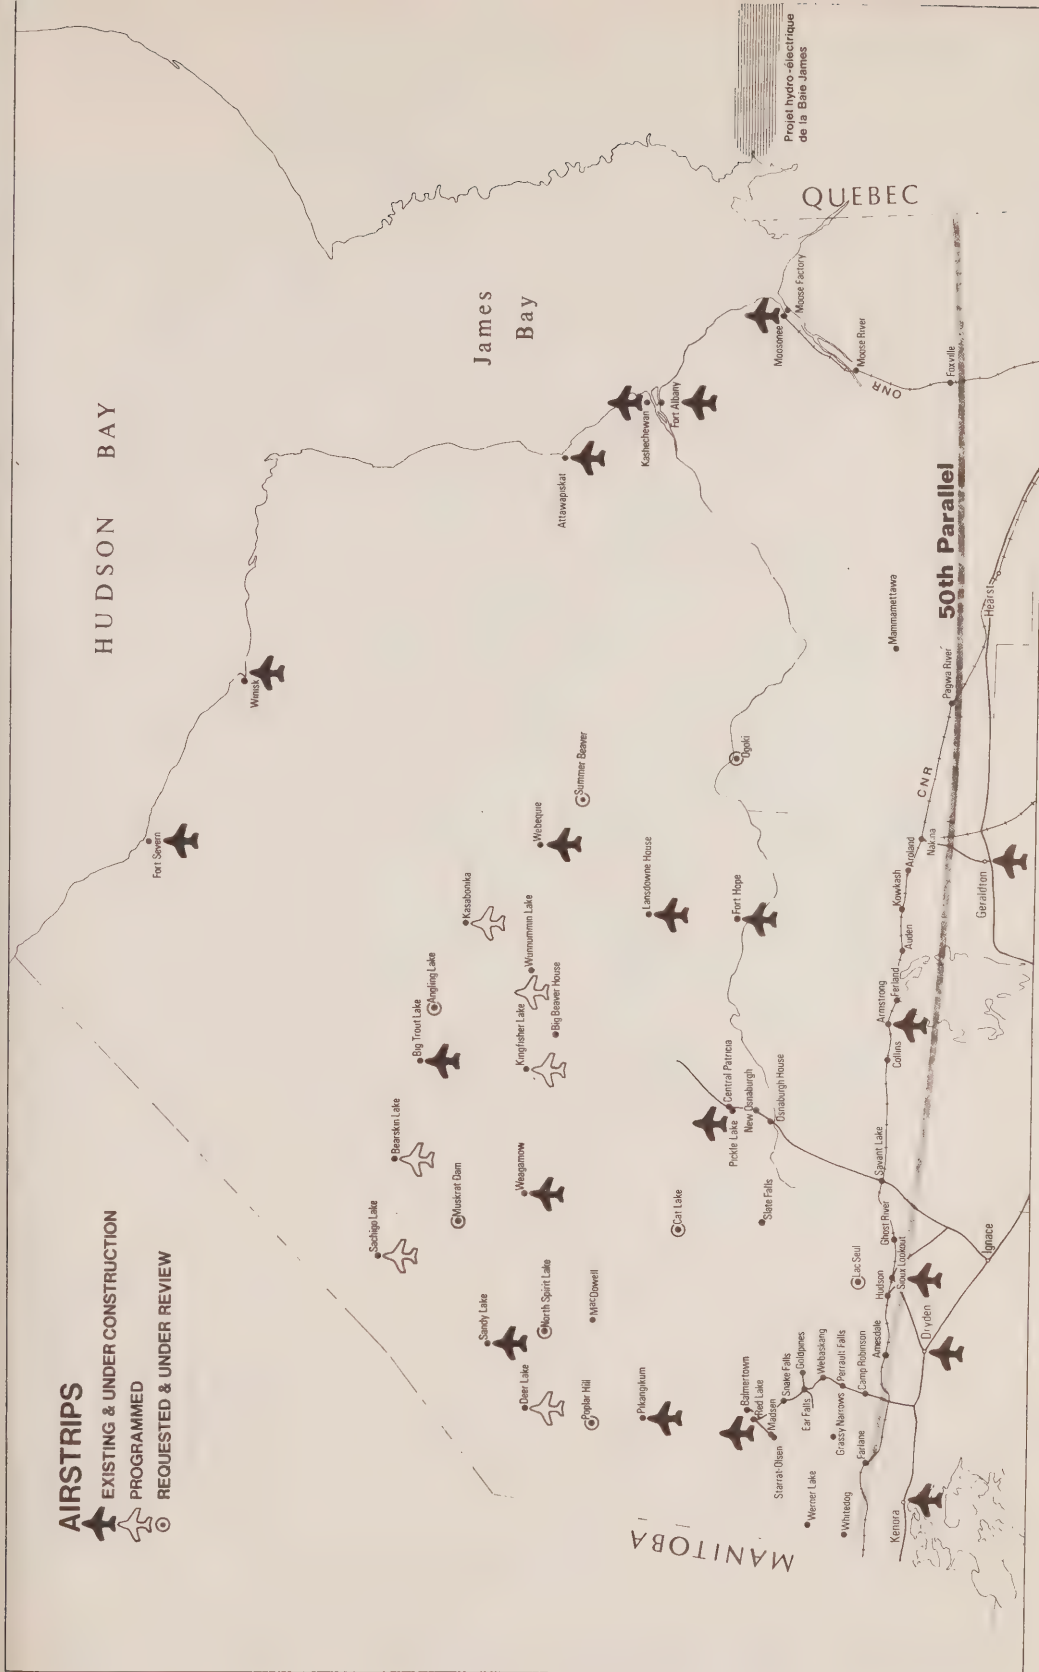 AIRSTRIPS
EXISTING & UNDER CONSTRUCTION
PROGRAMMED
REQUESTED & UNDER REVIEW
HUDSON BAY
James
Bay
QUEBEC
MANITOBA
Projet hydro-électrique
de la Baie James
50th Parallel
Fort Severn
Winisk
Attawapiskat
Kashechewan
Fort Albany
Moosonee
Moose Factory
Moose River
ONR
Foxville
Sachigo Lake
Bearskin Lake
Big Trout Lake
Angling Lake
Kasabonika
Muskrat Dam
Sandy Lake
Weagamow
Kingfisher Lake
Wunnummin Lake
Big Beaver House
Webequie
Summer Beaver
Deer Lake
North Spirit Lake
MacDowell
Poplar Hill
Pikangikum
Cat Lake
Slate Falls
Lansdowne House
Fort Hope
Ogoki
Central Patricia
Pickle Lake
New Osnaburgh
Osnaburgh House
Balmertown
Red Lake
Madsen
Starrat-Olsen
Snake Falls
Goldpines
Ear Falls
Webaskang
Perrault Falls
Camp Robinson
Grassy Narrows
Werner Lake
Whitedog
Farlane
Kenora
Amesdale
Dryden
Hudson
Lac Seul
Sioux Lookout
Ghost River
Ignace
Savant Lake
Collins
Armstrong
Ferland
Auden
Kowkash
Aroland
Nakina
CNR
Geraldton
Pagwa River
Mammamettawa
Hearst